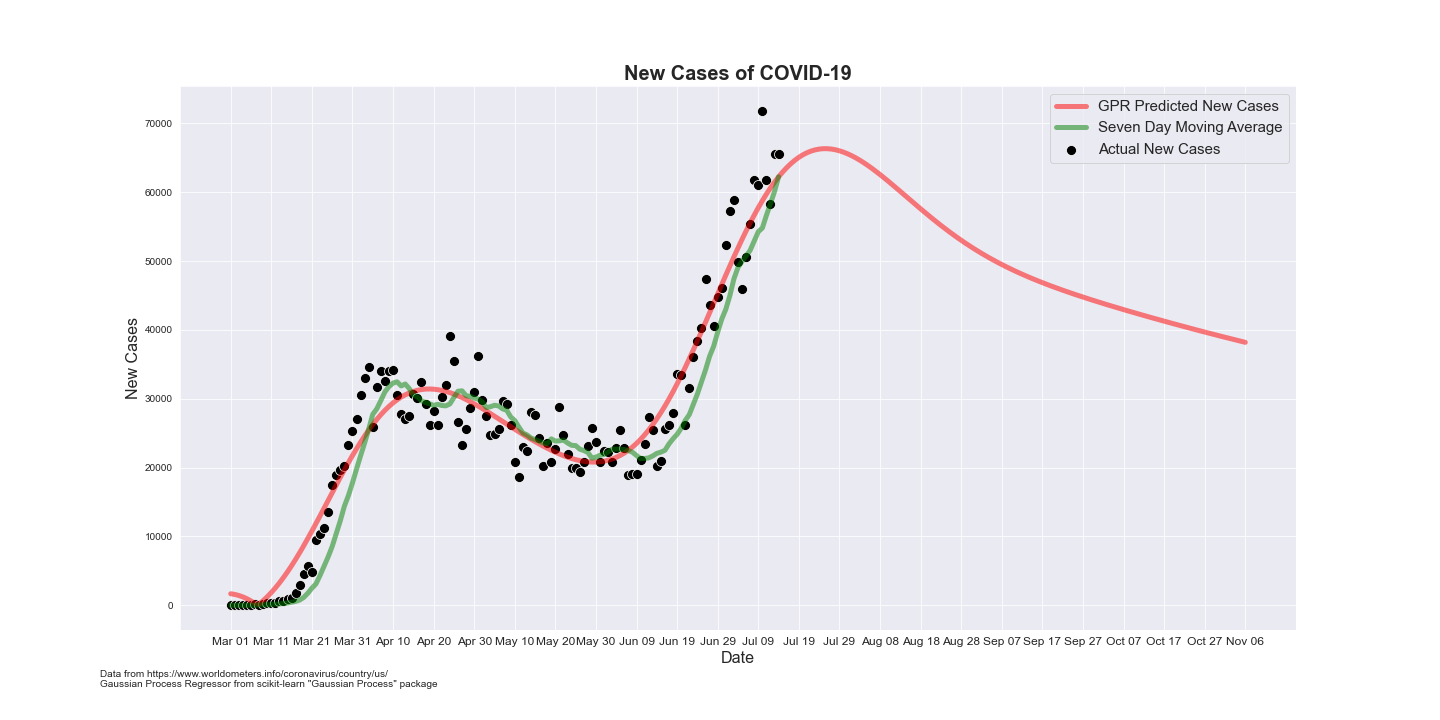 New Cases of COVID-19
GPR Predicted New Cases
Seven Day Moving Average
Actual New Cases
70000
60000
50000
40000
30000
20000
10000
0
New Cases
Mar 01 Mar 11 Mar 21 Mar 31 Apr 10 Apr 20 Apr 30 May 10 May 20 May 30 Jun 09 Jun 19 Jun 29 Jul 09 Jul 19 Jul 29 Aug 08 Aug 18 Aug 28 Sep 07 Sep 17 Sep 27 Oct 07 Oct 17 Oct 27 Nov 06
Date
Data from https://www.worldometers.info/coronavirus/country/us/
Gaussian Process Regressor from scikit-learn "Gaussian Process" package